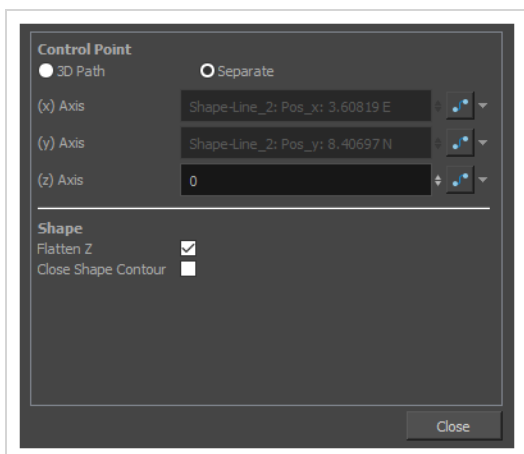 Control Point
3D Path Separate
(x) Axis Shape-Line_2: Pos_x: 3.60819 E
(y) Axis Shape-Line_2: Pos_y: 8.40697 N
(z) Axis 0
Shape
Flatten Z
Close Shape Contour
Close